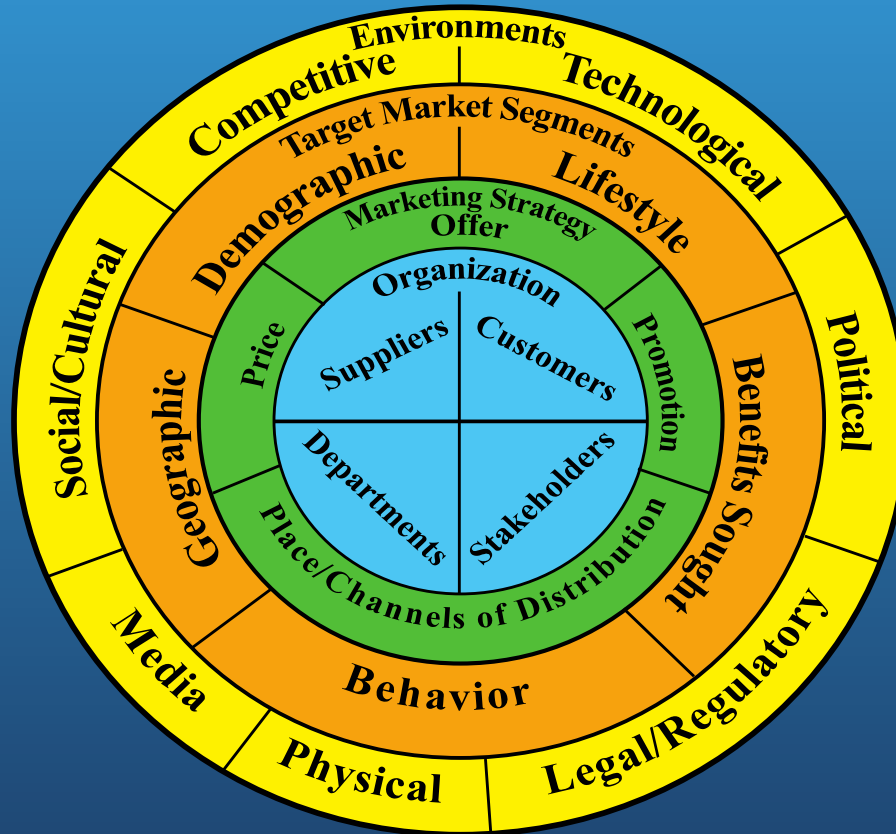 Environments
Competitive
Technological
Political
Legal/Regulatory
Physical
Media
Social/Cultural
Target Market Segments
Demographic
Lifestyle
Benefits Sought
Behavior
Geographic
Marketing Strategy
Offer
Promotion
Place/Channels of Distribution
Price
Organization
Suppliers
Customers
Departments
Stakeholders